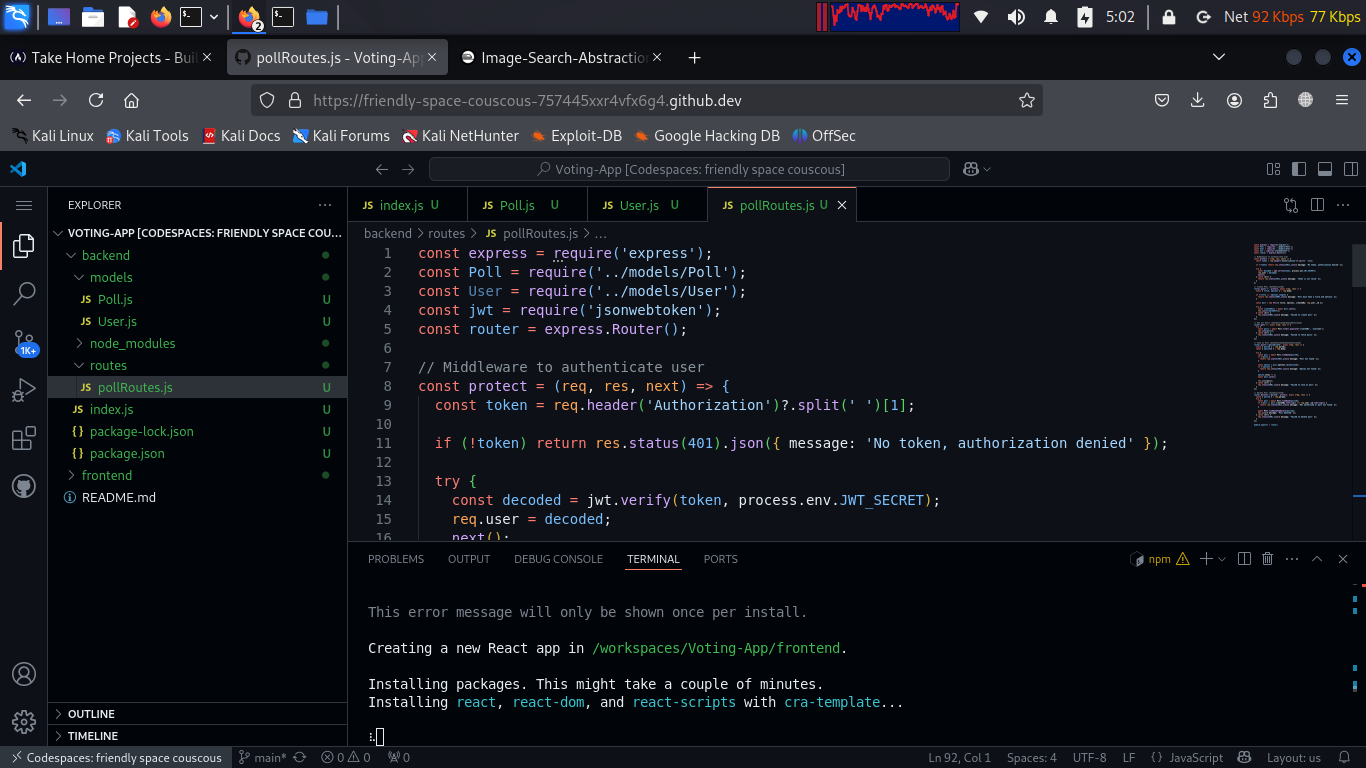 2
5:02
Net 92 Kbps 77 Kbps
Take Home Projects - Buil
pollRoutes.js - Voting-App
Image-Search-Abstraction
https://friendly-space-couscous-757445xxr4vfx6g4.github.dev
Kali Linux
Kali Tools
Kali Docs
Kali Forums
Kali NetHunter
Exploit-DB
Google Hacking DB
OffSec
Voting-App [Codespaces: friendly space couscous]
EXPLORER
VOTING-APP [CODESPACES: FRIENDLY SPACE COU...
backend
models
JS Poll.js U
JS User.js U
node_modules
routes
JS pollRoutes.js U
JS index.js U
{} package-lock.json U
{} package.json U
frontend
README.md
1K+
OUTLINE
TIMELINE
JS index.js U
JS Poll.js U
JS User.js U
JS pollRoutes.js U
backend > routes > JS pollRoutes.js > ...
1 const express = require('express');
2 const Poll = require('../models/Poll');
3 const User = require('../models/User');
4 const jwt = require('jsonwebtoken');
5 const router = express.Router();
6
7 // Middleware to authenticate user
8 const protect = (req, res, next) => {
9 const token = req.header('Authorization')?.split(' ')[1];
10
11 if (!token) return res.status(401).json({ message: 'No token, authorization denied' });
12
13 try {
14 const decoded = jwt.verify(token, process.env.JWT_SECRET);
15 req.user = decoded;
16 next();
PROBLEMS
OUTPUT
DEBUG CONSOLE
TERMINAL
PORTS
npm
This error message will only be shown once per install.
Creating a new React app in /workspaces/Voting-App/frontend.
Installing packages. This might take a couple of minutes.
Installing react, react-dom, and react-scripts with cra-template...
Codespaces: friendly space couscous
main*
0 0
0
Ln 92, Col 1
Spaces: 4
UTF-8
LF
{} JavaScript
Layout: us